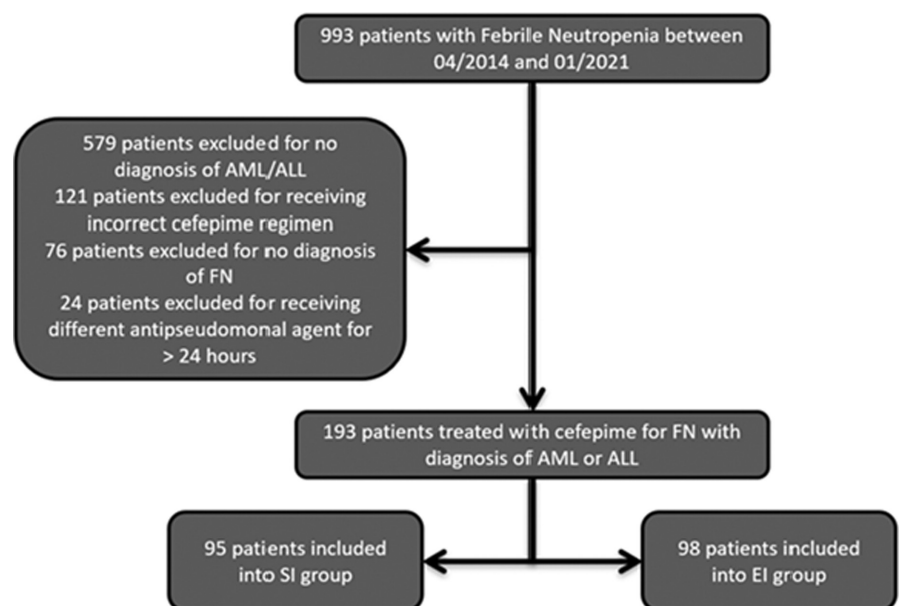 993 patients with Febrile Neutropenia between
04/2014 and 01/2021
579 patients excluded for no
diagnosis of AML/ALL
121 patients excluded for receiving
incorrect cefepime regimen
76 patients excluded for no diagnosis
of FN
24 patients excluded for receiving
different antipseudomonal agent for
> 24 hours
193 patients treated with cefepime for FN with
diagnosis of AML or ALL
95 patients included
into SI group
98 patients included
into EI group